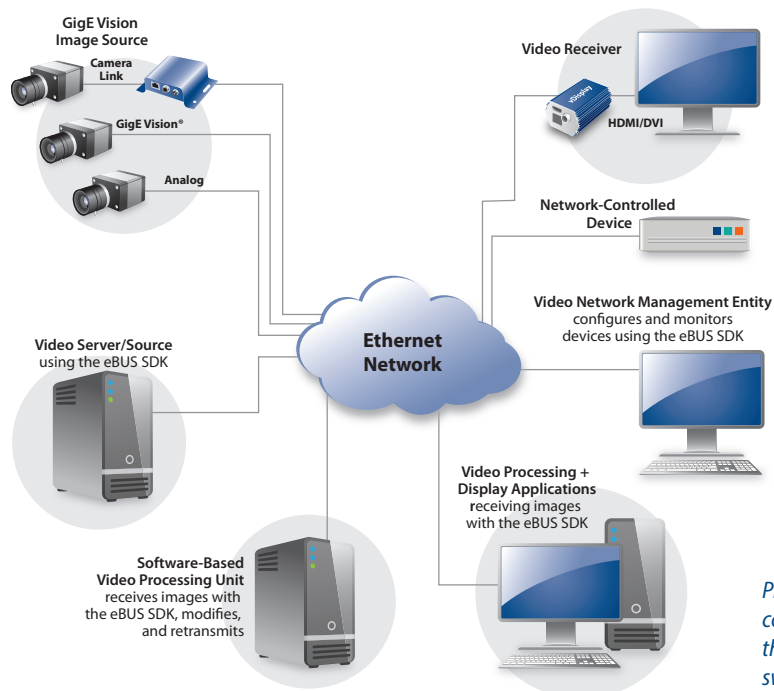 GigE Vision
Image Source
Camera
Link
GigE Vision®
Analog
Video Receiver
vDisplay
HDMI/DVI
Network-Controlled
Device
Ethernet
Network
Video Network Management Entity
configures and monitors
devices using the eBUS SDK
Video Server/Source
using the eBUS SDK
Video Processing +
Display Applications
receiving images
with the eBUS SDK
Software-Based
Video Processing Unit
receives images with
the eBUS SDK, modifies,
and retransmits